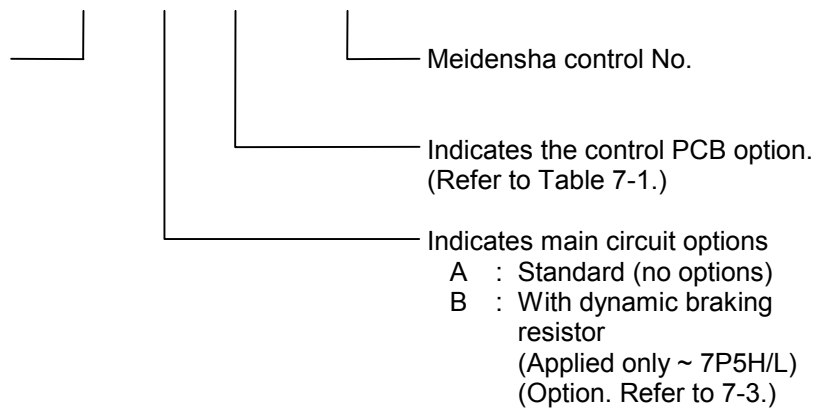 Meidensha control No.
Indicates the control PCB option.
(Refer to Table 7-1.)
Indicates main circuit options
A : Standard (no options)
B : With dynamic braking
resistor
(Applied only ~ 7P5H/L)
(Option. Refer to 7-3.)